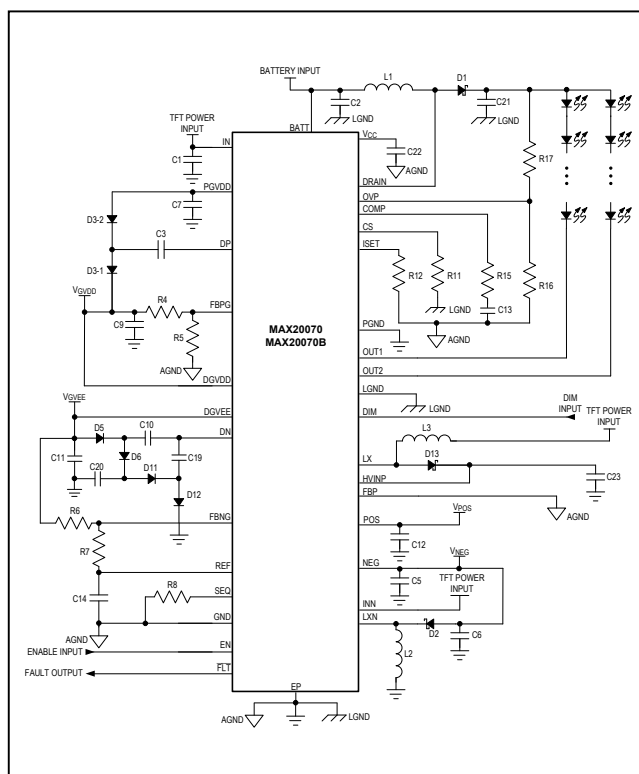 BATTERY INPUT
L1
D1
C2
LGND
C21
LGND
TFT POWER
INPUT
BATT
IN
VCC
C1
C22
AGND
R17
PGVDD
DRAIN
C7
OVP
D3-2
COMP
C3
DP
CS
ISET
D3-1
R12
R11
R15
R16
VGVDD
R4
FBPG
LGND
C13
C9
R5
MAX20070
MAX20070B
PGND
AGND
AGND
OUT1
DGVDD
OUT2
VGVEE
LGND
LGND
DIM
INPUT
DGVEE
DIM
TFT POWER
INPUT
D5
C10
DN
L3
C11
D6
C19
LX
D13
C20
D11
HVINP
C23
D12
FBP
AGND
R6
FBNG
POS
VPOS
R7
C12
VNEG
REF
NEG
TFT POWER
INPUT
R8
SEQ
C5
C14
INN
GND
LXN
AGND
D2
C6
ENABLE INPUT
EN
L2
FAULT OUTPUT
FLT
EP
AGND
LGND